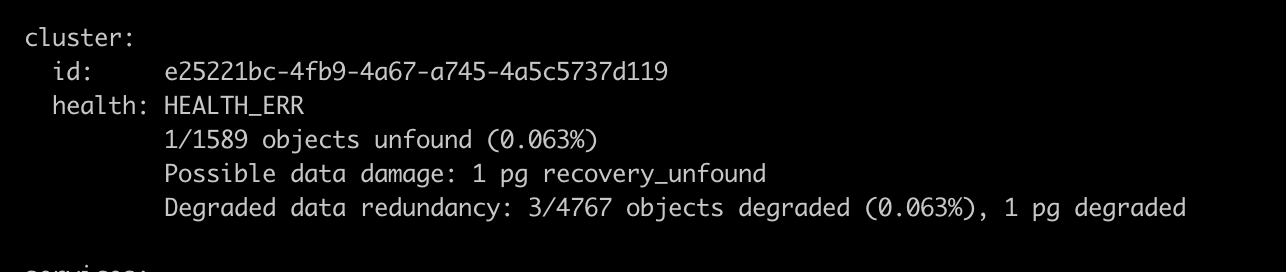 cluster:
id: e25221bc-4fb9-4a67-a745-4a5c5737d119
health: HEALTH_ERR
1/1589 objects unfound (0.063%)
Possible data damage: 1 pg recovery_unfound
Degraded data redundancy: 3/4767 objects degraded (0.063%), 1 pg degraded